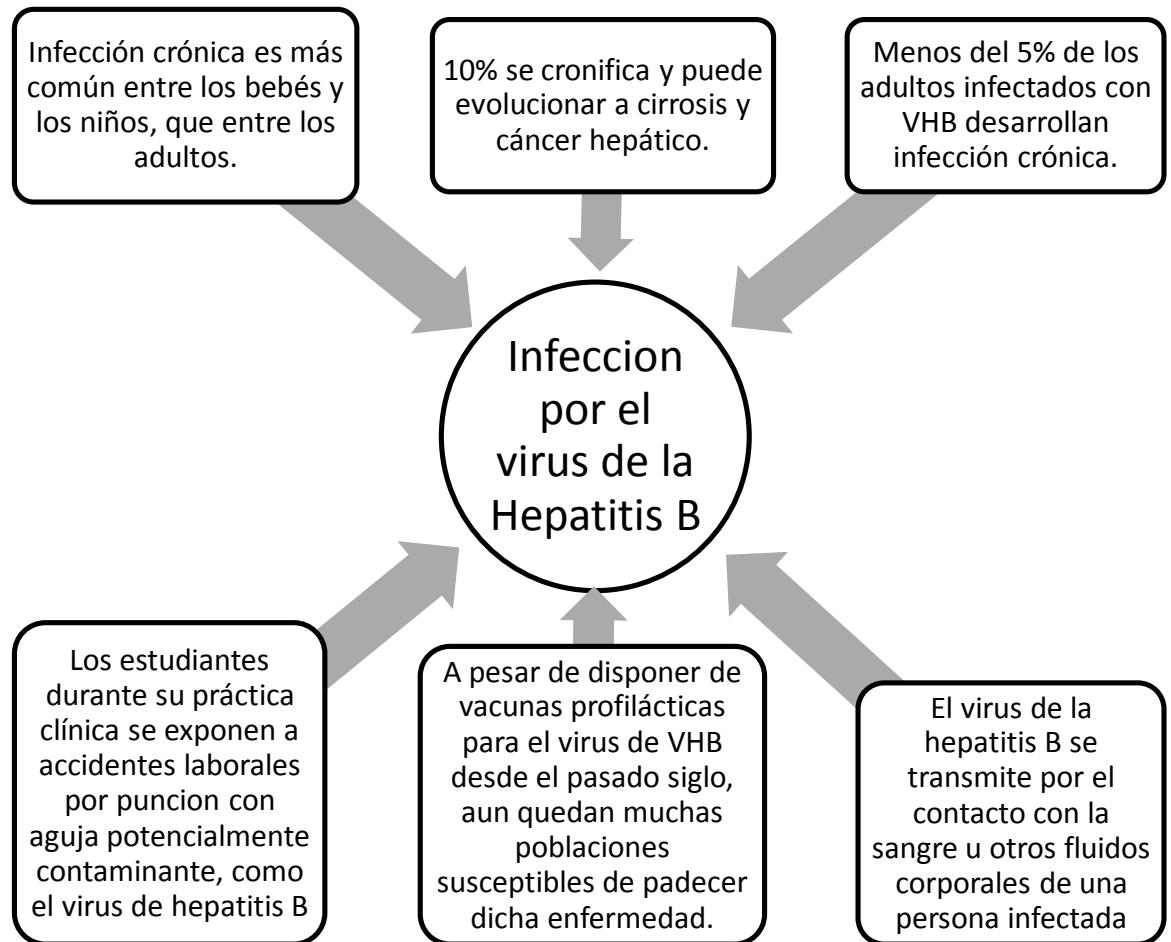 Infección crónica es más
común entre los bebés y
los niños, que entre los
adultos.
10% se cronifica y puede
evolucionar a cirrosis y
cáncer hepático.
Menos del 5% de los
adultos infectados con
VHB desarrollan
infección crónica.
Infeccion
por el
virus de la
Hepatitis B
Los estudiantes
durante su práctica
clínica se exponen a
accidentes laborales
por puncion con
aguja potencialmente
contaminante, como
el virus de hepatitis B
A pesar de disponer de
vacunas profilácticas
para el virus de VHB
desde el pasado siglo,
aun quedan muchas
poblaciones
susceptibles de padecer
dicha enfermedad.
El virus de la
hepatitis B se
transmite por el
contacto con la
sangre u otros fluidos
corporales de una
persona infectada